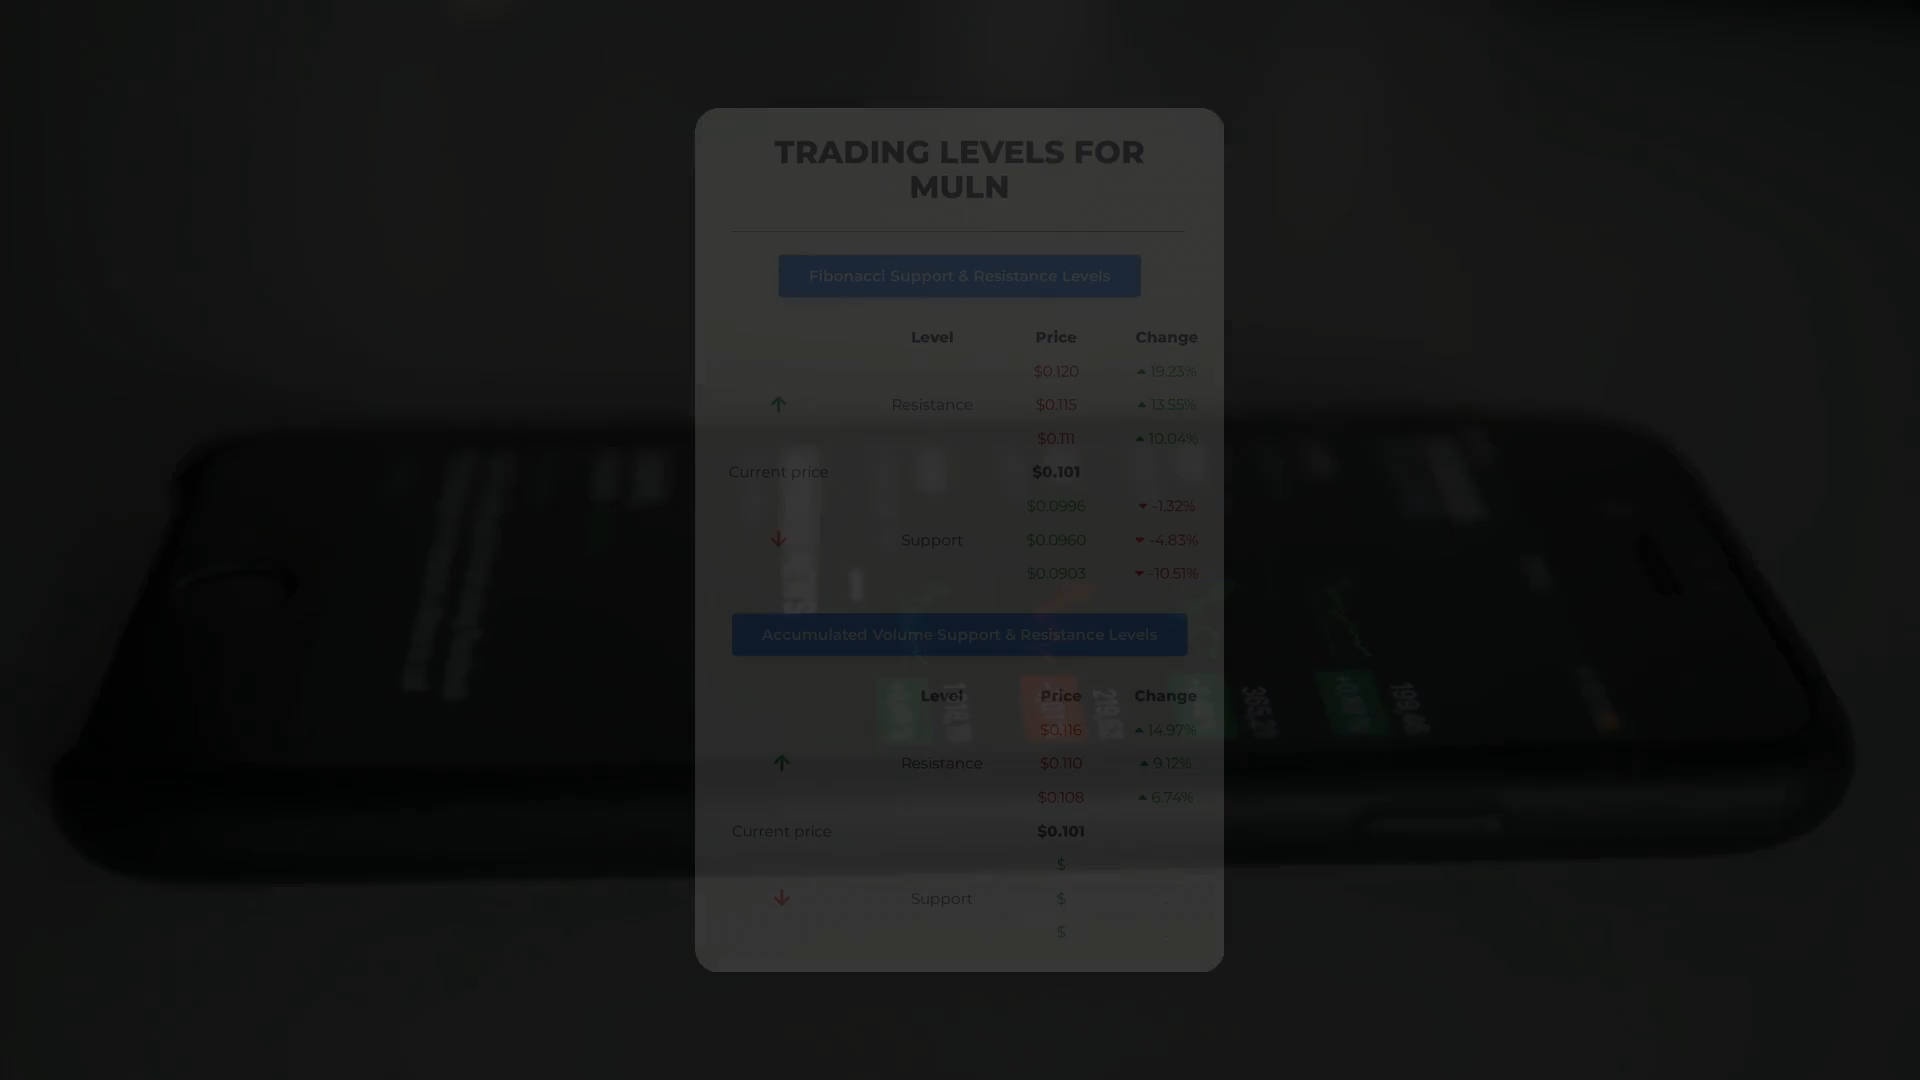 TRADING LEVELS FOR
MULN
Fibonacci Support & Resistance Levels
Level Price Change
$0.120 19.23%
Resistance $0.115 13.55%
$0.111 10.04%
Current price $0.101
$0.0996 -1.32%
Support $0.0960 -4.83%
$0.0903 -10.51%
Accumulated Volume Support & Resistance Levels
Level Price Change
$0.116 14.97%
Resistance $0.110 9.12%
$0.108 6.74%
Current price $0.101
$
Support $
$